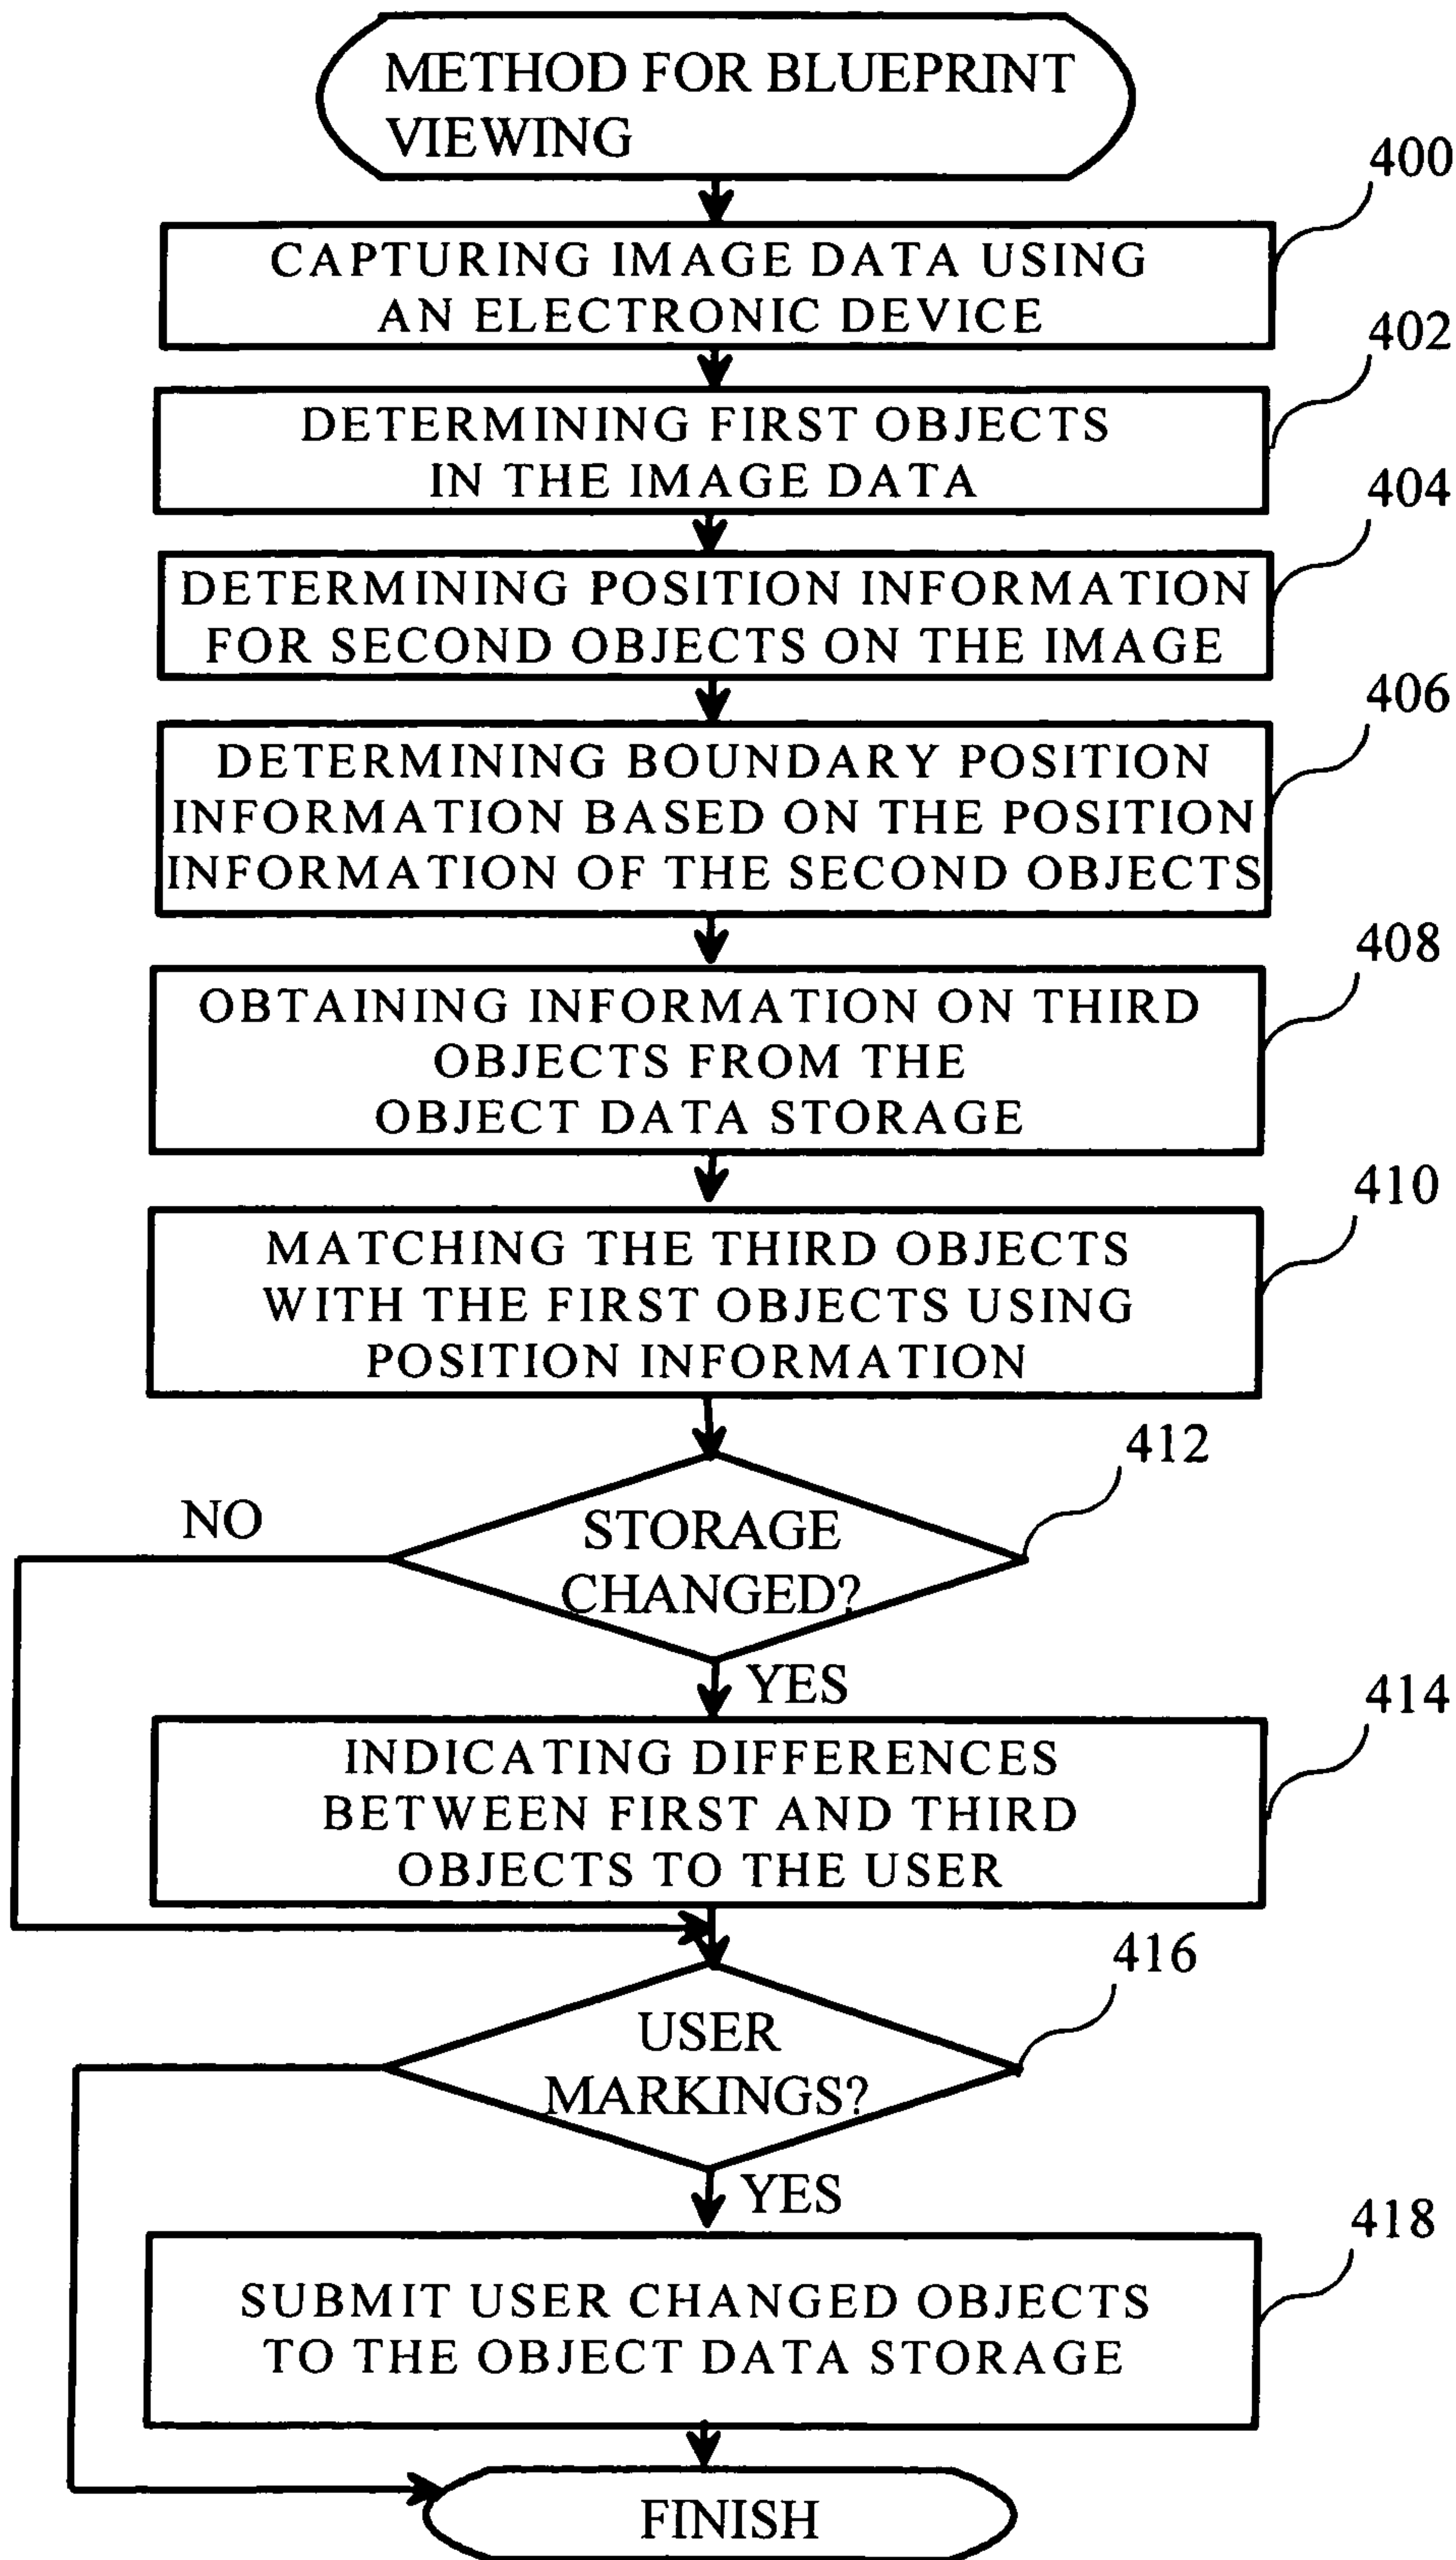 METHOD FOR BLUEPRINT
VIEWING
400
CAPTURING IMAGE DATA USING
AN ELECTRONIC DEVICE
402
DETERMINING FIRST OBJECTS
IN THE IMAGE DATA
404
DETERMINING POSITION INFORMATION
FOR SECOND OBJECTS ON THE IMAGE
406
DETERMINING BOUNDARY POSITION
INFORMATION BASED ON THE POSITION
INFORMATION OF THE SECOND OBJECTS
408
OBTAINING INFORMATION ON THIRD
OBJECTS FROM THE
OBJECT DATA STORAGE
410
MATCHING THE THIRD OBJECTS
WITH THE FIRST OBJECTS USING
POSITION INFORMATION
412
NO
STORAGE
CHANGED?
YES
414
INDICATING DIFFERENCES
BETWEEN FIRST AND THIRD
OBJECTS TO THE USER
416
USER
MARKINGS?
YES
418
SUBMIT USER CHANGED OBJECTS
TO THE OBJECT DATA STORAGE
FINISH